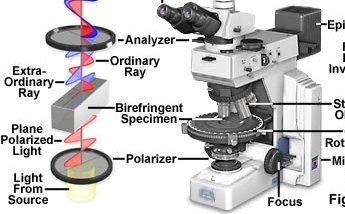 Analyzer
Ordinary
Ray
Extra-
Ordinary
Ray
Birefringent
Specimen
Plane
Polarized
Light
Polarizer
Light
From
Source
Focus